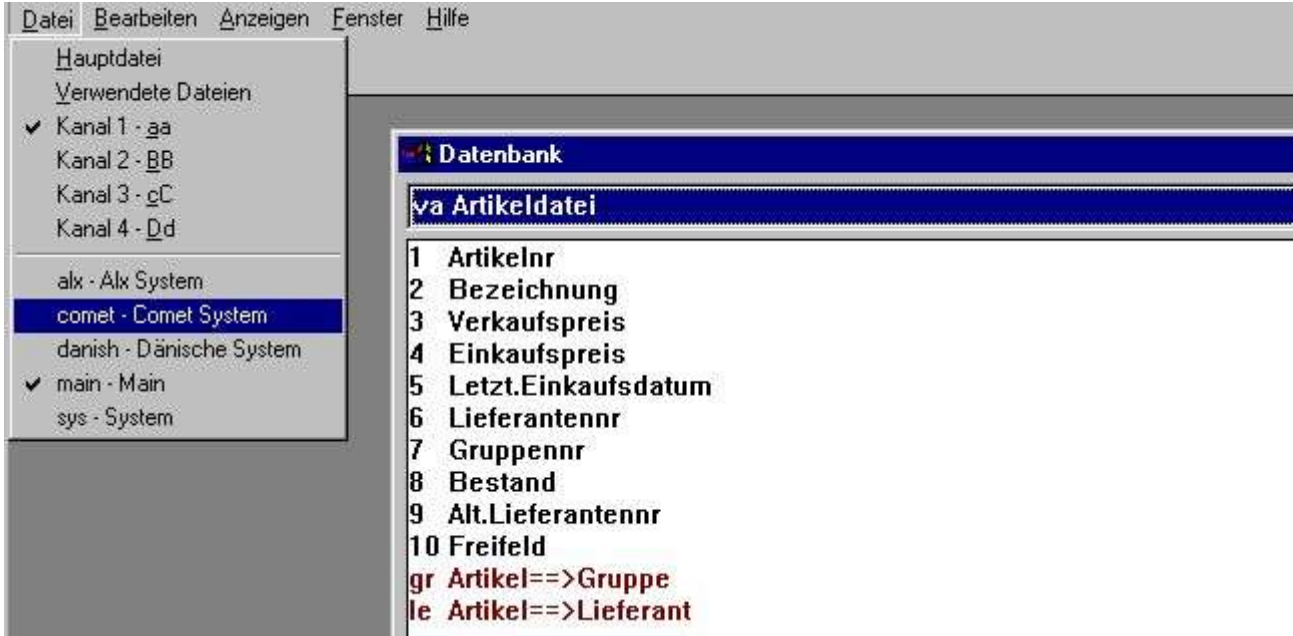 Datei Bearbeiten Anzeigen Fenster Hilfe
Hauptdatei
Verwendete Dateien
Kanal 1 - aa
Kanal 2 - BB
Kanal 3 - cC
Kanal 4 - Dd
alx - Alx System
comet - Comet System
danish - Dänische System
main - Main
sys - System
Datenbank
va Artikeldatei
1 Artikelnr
2 Bezeichnung
3 Verkaufspreis
4 Einkaufspreis
5 Letzt.Einkaufsdatum
6 Lieferantennr
7 Gruppennr
8 Bestand
9 Alt.Lieferantennr
10 Freifeld
gr Artikel==>Gruppe
le Artikel==>Lieferant